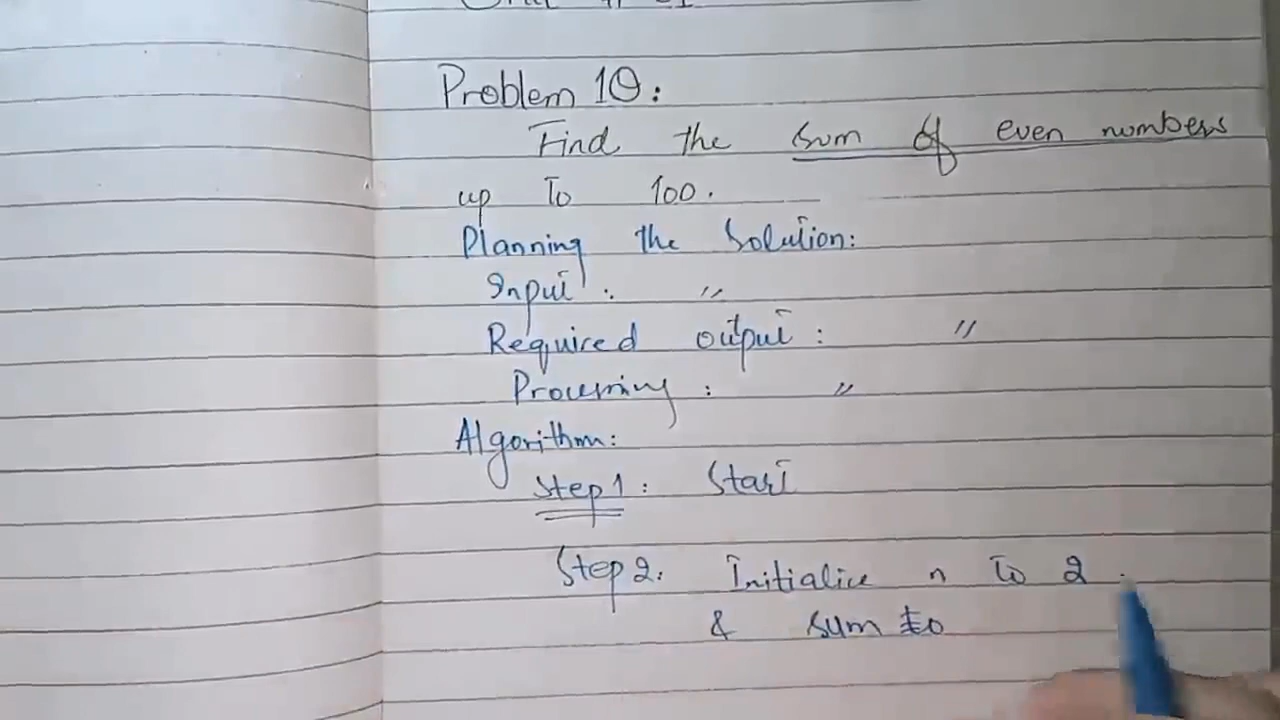 Problem 10:
Find the sum of even numbers
up to 100.
Planning the Solution:
Input : "
Required output : "
Processing : "
Algorithm:
Step 1: Start
Step 2. Initialize n to 2
& sum to